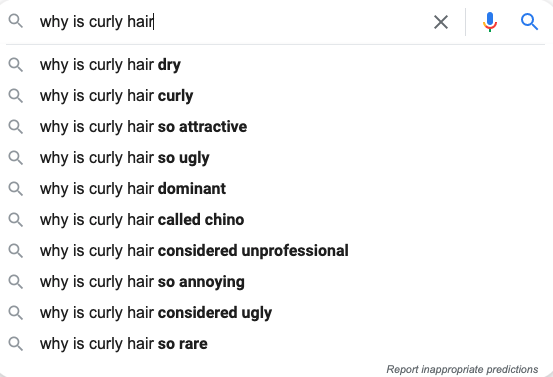 why is curly hair
why is curly hair dry
why is curly hair curly
why is curly hair so attractive
why is curly hair so ugly
why is curly hair dominant
why is curly hair called chino
why is curly hair considered unprofessional
why is curly hair so annoying
why is curly hair considered ugly
why is curly hair so rare
Report inappropriate predictions